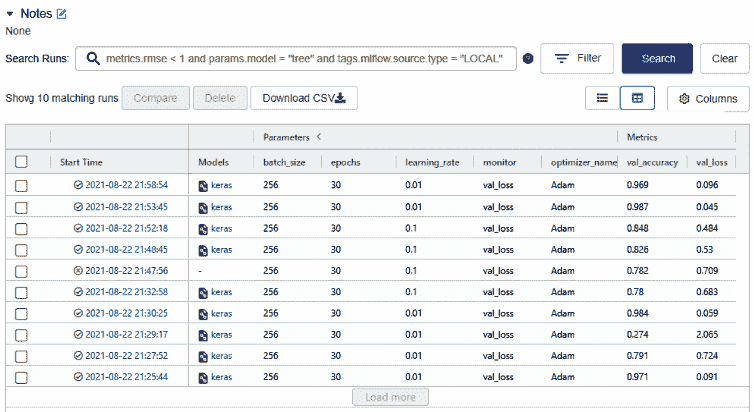 Notes
None
Search Runs: metrics.rmse < 1 and params.model = "tree" and tags.mlflow.source.type = "LOCAL" ? Filter Search Clear
Showg 10 matching runs Compare Delete Download CSV Columns
Parameters < Metrics
Start Time Models batch_size epochs learning_rate monitor optimizer_name val_accuracy val_loss
2021-08-22 21:58:54 keras 256 30 0.01 val_loss Adam 0.969 0.096
2021-08-22 21:53:45 keras 256 30 0.01 val_loss Adam 0.987 0.045
2021-08-22 21:52:18 keras 256 30 0.1 val_loss Adam 0.848 0.484
2021-08-22 21:48:45 keras 256 30 0.1 val_loss Adam 0.826 0.53
2021-08-22 21:47:56 - 256 30 0.1 val_loss Adam 0.782 0.709
2021-08-22 21:32:58 keras 256 30 0.1 val_loss Adam 0.78 0.683
2021-08-22 21:30:25 keras 256 30 0.01 val_loss Adam 0.984 0.059
2021-08-22 21:29:17 keras 256 30 0.01 val_loss Adam 0.274 2.065
2021-08-22 21:27:52 keras 256 30 0.01 val_loss Adam 0.791 0.724
2021-08-22 21:25:44 keras 256 30 0.01 val_loss Adam 0.971 0.091
Load more